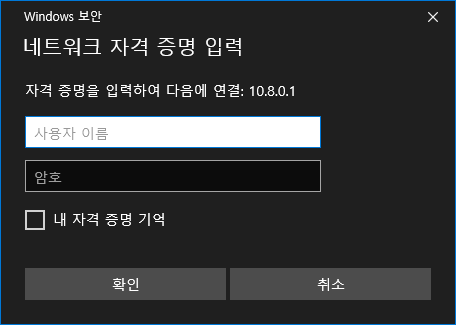 Windows 보안
네트워크 자격 증명 입력
자격 증명을 입력하여 다음에 연결: 10.8.0.1
사용자 이름
암호
내 자격 증명 기억
확인
취소